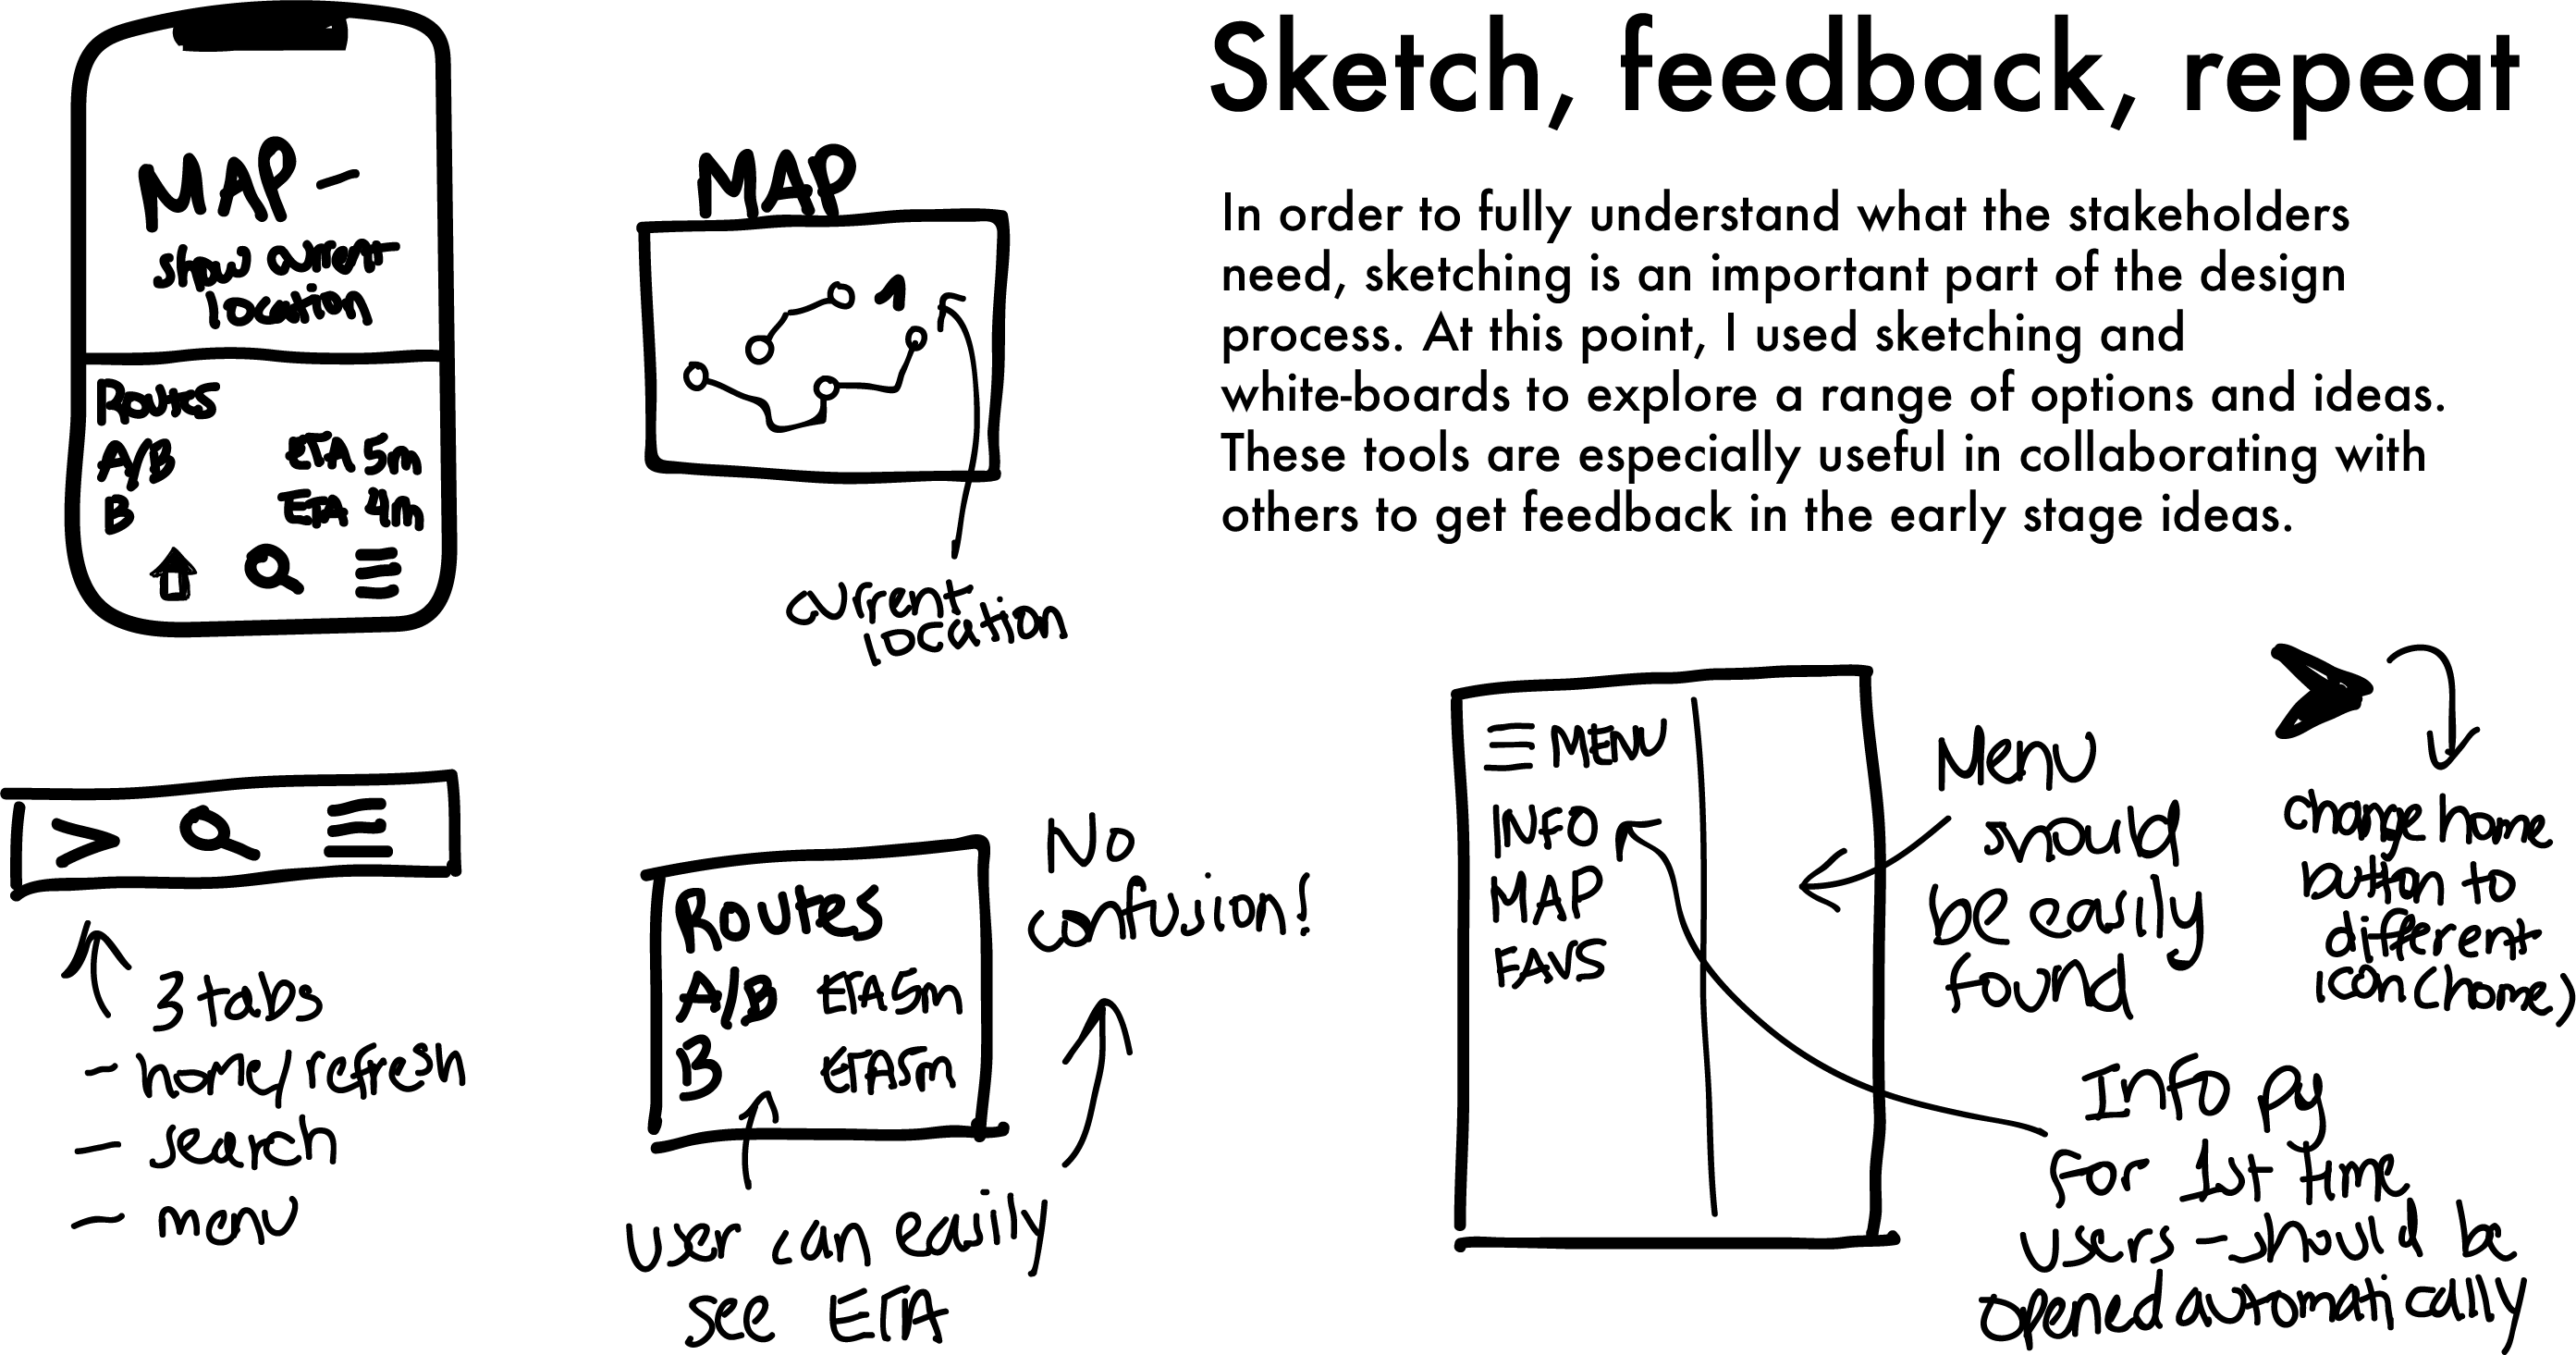 Sketch, feedback, repeat
In order to fully understand what the stakeholders
need, sketching is an important part of the design
process. At this point, I used sketching and
white-boards to explore a range of options and ideas.
These tools are especially useful in collaborating with
others to get feedback in the early stage ideas.
MAP -
show current
location
Routes
A/B ETA 5m
B ETA 4m
MAP
current
location
3 tabs
- home/refresh
- search
- menu
Routes
A/B ETA 5m
B ETA 5m
No
confusion!
user can easily
see ETA
MENU
INFO
MAP
FAVS
Menu
should
be easily
found
change home
button to
different
icon (home)
Info pg
for 1st time
users - should be
opened automatically